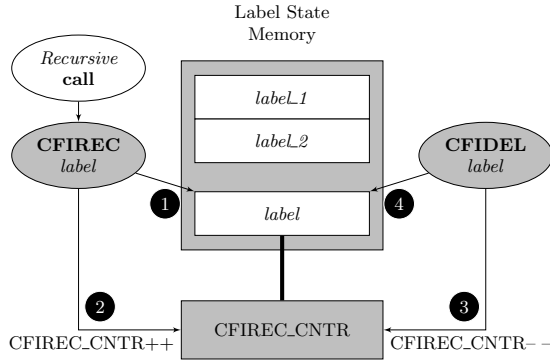 Label State
Memory
Recursive
call
label_1
label_2
CFIREC
label
CFIDEL
label
1
label
4
2
3
CFIREC_CNTR++
CFIREC_CNTR
CFIREC_CNTR--